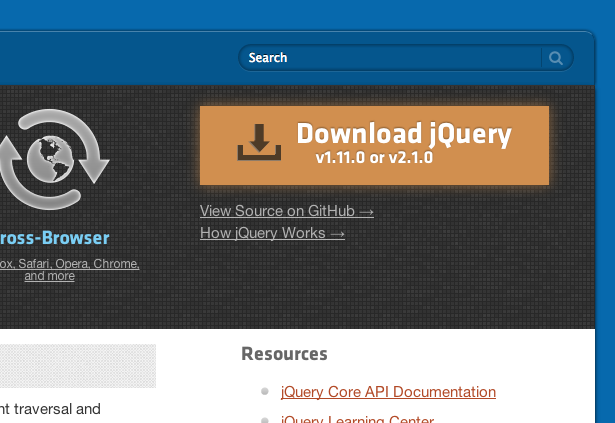 Search
Download jQuery
v1.11.0 or v2.1.0
View Source on GitHub →
How jQuery Works →
ross-Browser
ox, Safari, Opera, Chrome,
and more
Resources
jQuery Core API Documentation
jQuery Learning Center
nt traversal and